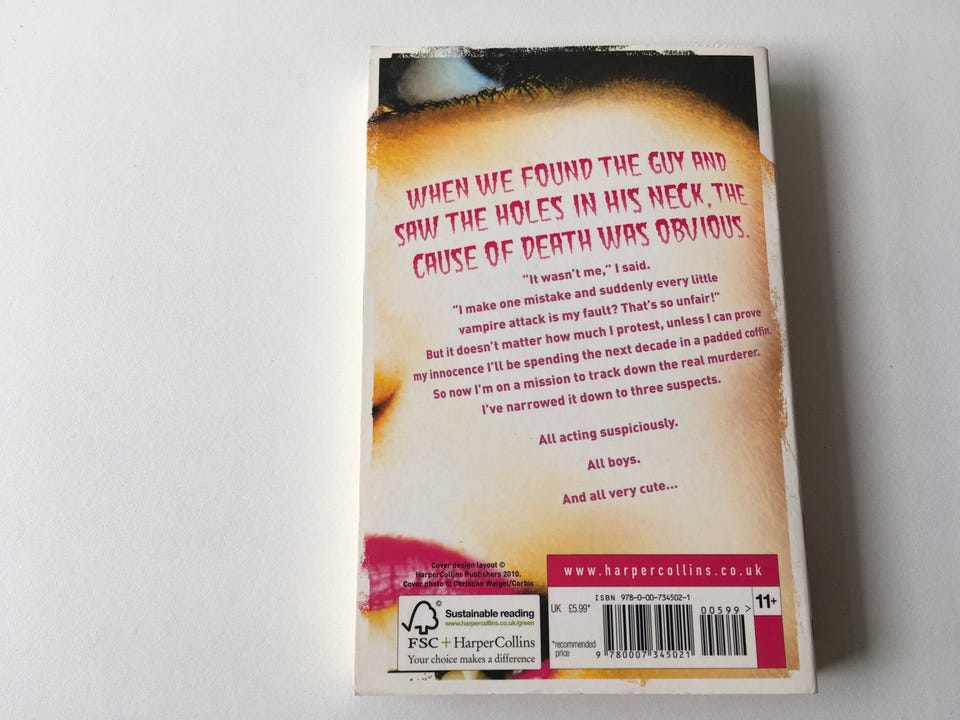 WHEN WE FOUND THE GUY AND
SAW THE HOLES IN HIS NECK, THE
CAUSE OF DEATH WAS OBVIOUS.
“It wasn’t me,” I said.
“I make one mistake and suddenly every little
vampire attack is my fault? That’s so unfair!”
But it doesn’t matter how much I protest, unless I can prove
my innocence I’ll be spending the next decade in a padded coffin.
So now I’m on a mission to track down the real murderer.
I’ve narrowed it down to three suspects.
All acting suspiciously.
All boys.
And all very cute...
Cover design layout ©
HarperCollins Publishers 2010.
Cover photo © Christian Weigel/Corbis
©
Sustainable reading
www.harpercollins.co.uk/green
FSC + HarperCollins
Your choice makes a difference
www.harpercollins.co.uk
ISBN 978-0-00-734502-1
UK £5.99*
00599 >
11+
*recommended
price
9 780007 345021